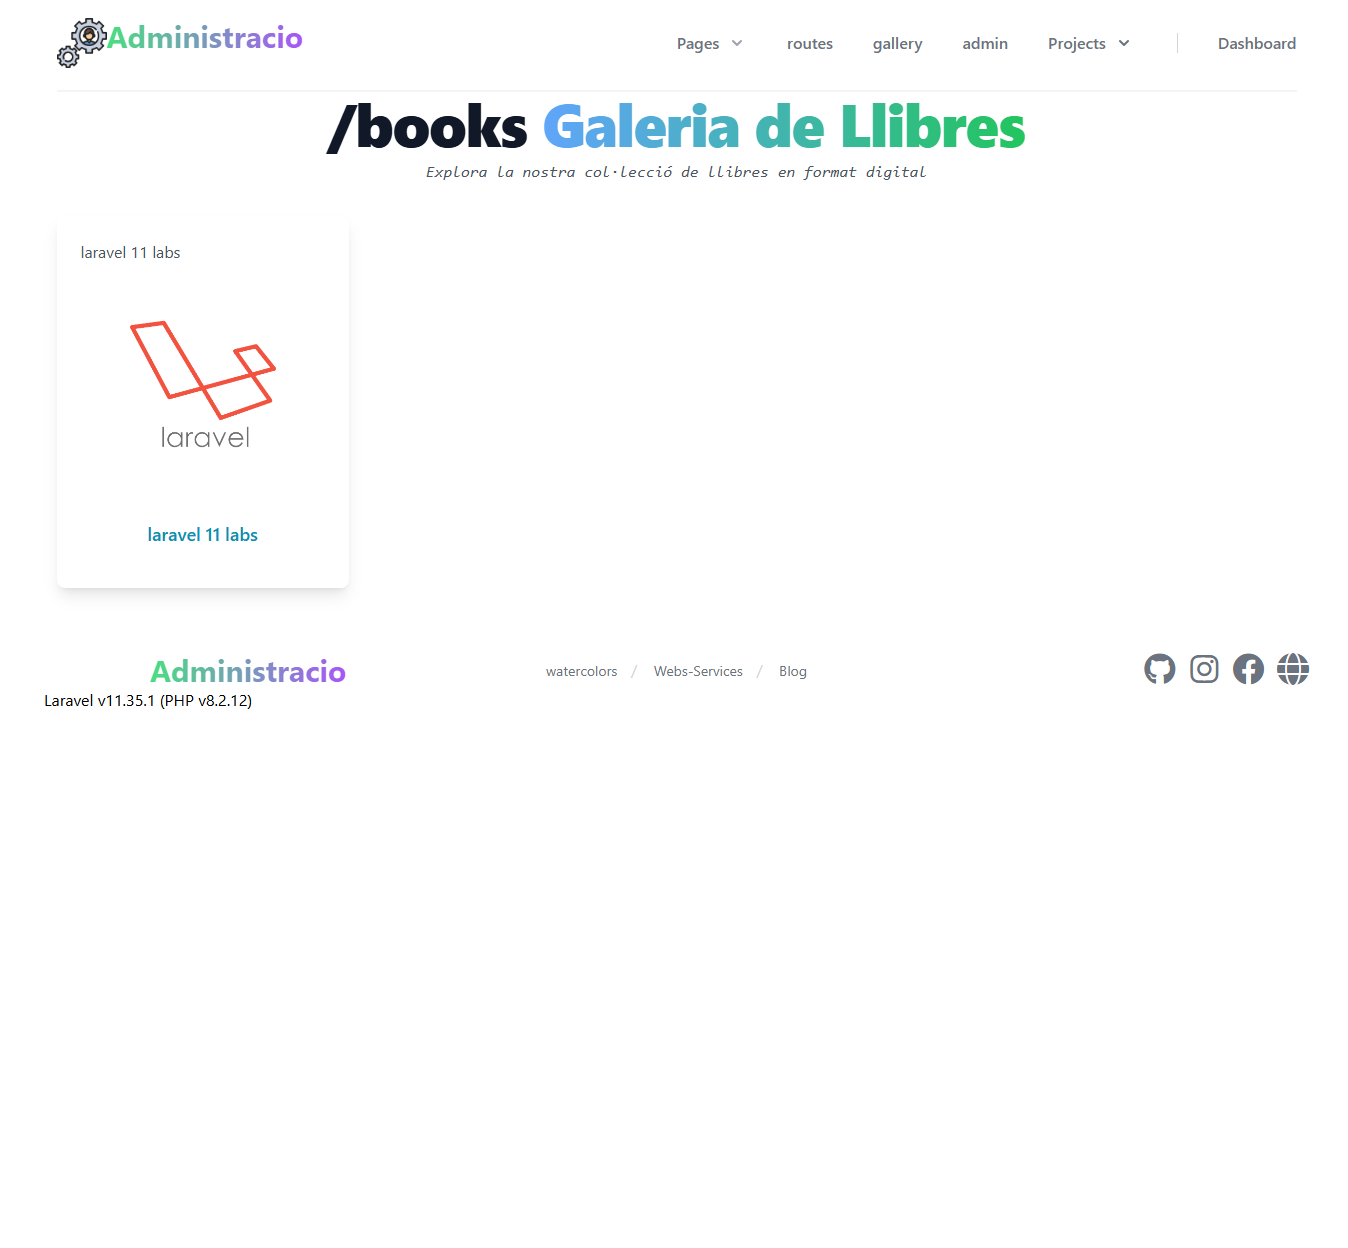 Administracio
Pages routes gallery admin Projects Dashboard
/books Galeria de Llibres
Explora la nostra col·lecció de llibres en format digital
laravel 11 labs
laravel
laravel 11 labs
Administracio
watercolors / Webs-Services / Blog
Laravel v11.35.1 (PHP v8.2.12)